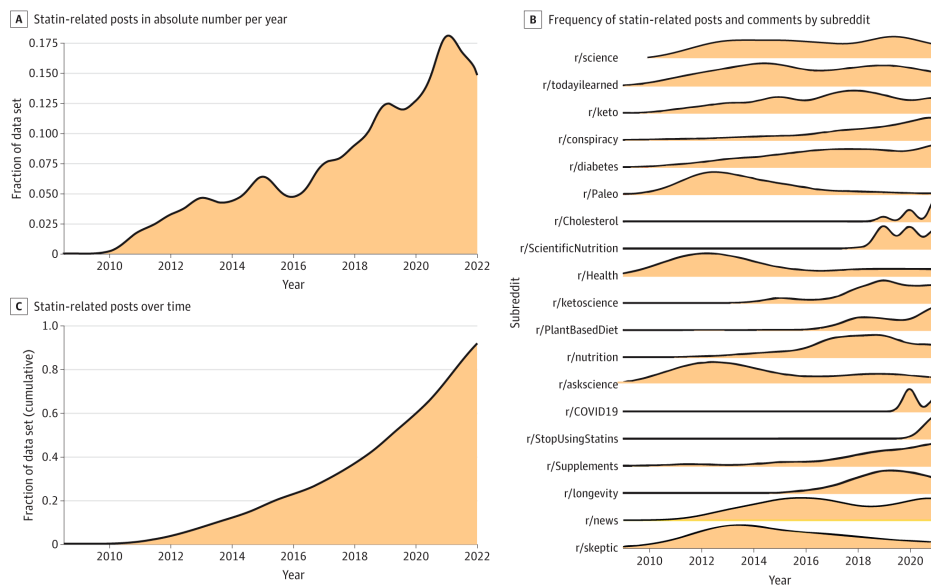 A Statin-related posts in absolute number per year
0.175
0.150
0.125
0.100
0.075
0.050
0.025
0
Fraction of data set
2010 2012 2014 2016 2018 2020 2022
Year
C Statin-related posts over time
1.0
0.8
0.6
0.4
0.2
0
Fraction of data set (cumulative)
2010 2012 2014 2016 2018 2020 2022
Year
B Frequency of statin-related posts and comments by subreddit
Subreddit
r/science
r/todayilearned
r/keto
r/conspiracy
r/diabetes
r/Paleo
r/Cholesterol
r/ScientificNutrition
r/Health
r/ketoscience
r/PlantBasedDiet
r/nutrition
r/askscience
r/COVID19
r/StopUsingStatins
r/Supplements
r/longevity
r/news
r/skeptic
2010 2012 2014 2016 2018 2020
Year